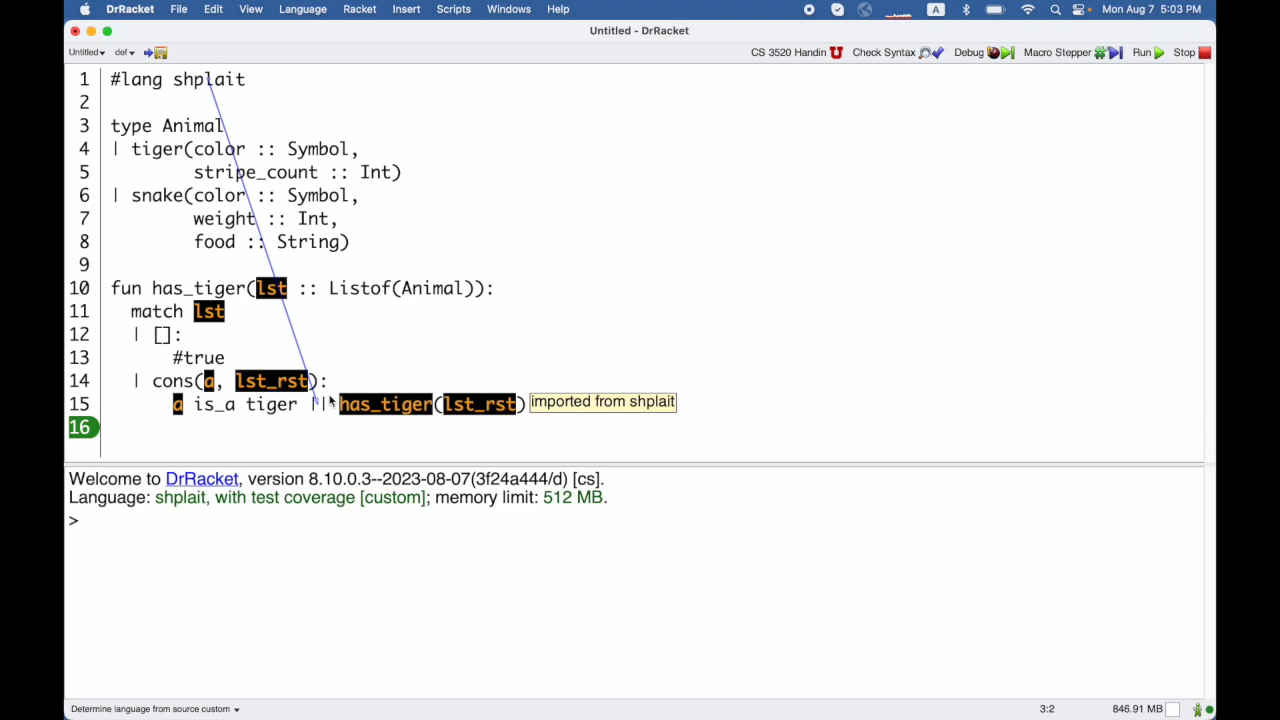 DrRacket File Edit View Language Racket Insert Scripts Windows Help A Mon Aug 7 5:03 PM
Untitled - DrRacket
Untitled def CS 3520 Handin Check Syntax Debug Macro Stepper Run Stop
1 #lang shplait
2
3 type Animal
4 | tiger(color :: Symbol,
5 stripe_count :: Int)
6 | snake(color :: Symbol,
7 weight :: Int,
8 food :: String)
9
10 fun has_tiger(lst :: Listof(Animal)):
11 match lst
12 | []:
13 #true
14 | cons(a, lst_rst):
15 a is_a tiger || has_tiger(lst_rst) imported from shplait
16
Welcome to DrRacket, version 8.10.0.3--2023-08-07(3f24a444/d) [cs].
Language: shplait, with test coverage [custom]; memory limit: 512 MB.
>
Determine language from source custom 3:2 846.91 MB